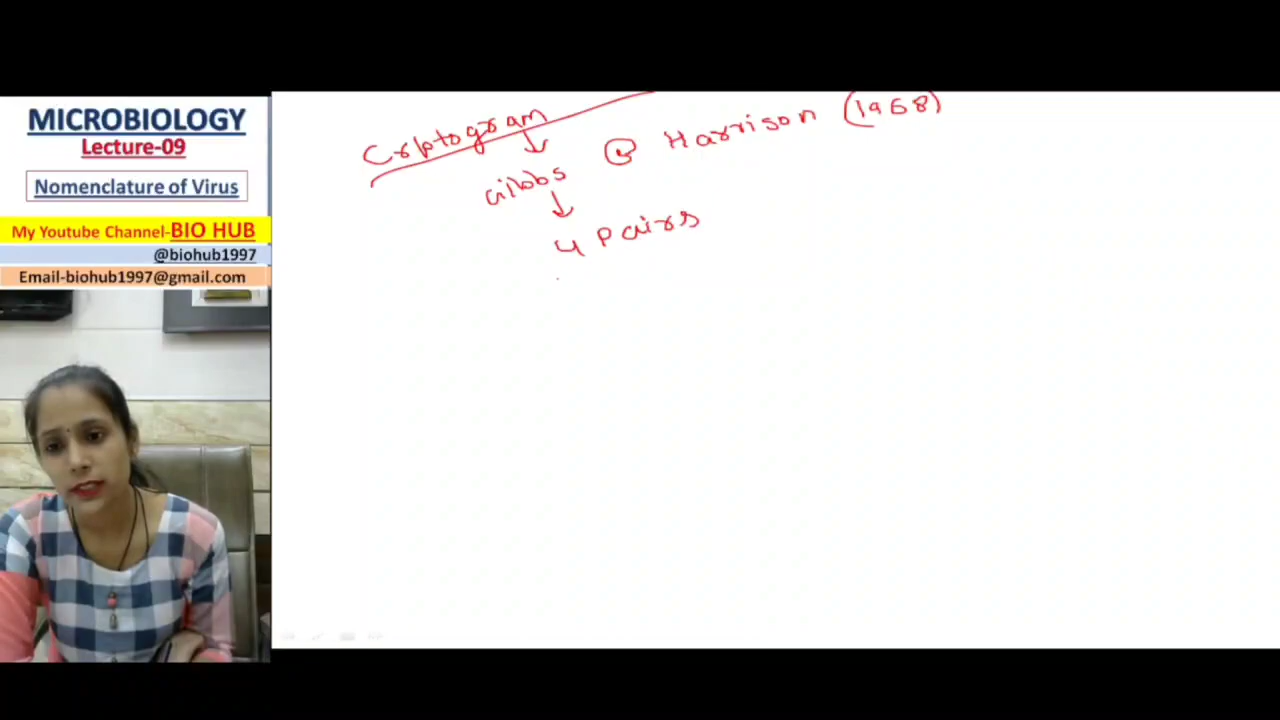 MICROBIOLOGY
Lecture-09
Nomenclature of Virus
My Youtube Channel-BIO HUB
@biohub1997
Email-biohub1997@gmail.com
Crptogram
Gibbs & Harrison (1968)
4 Pairs